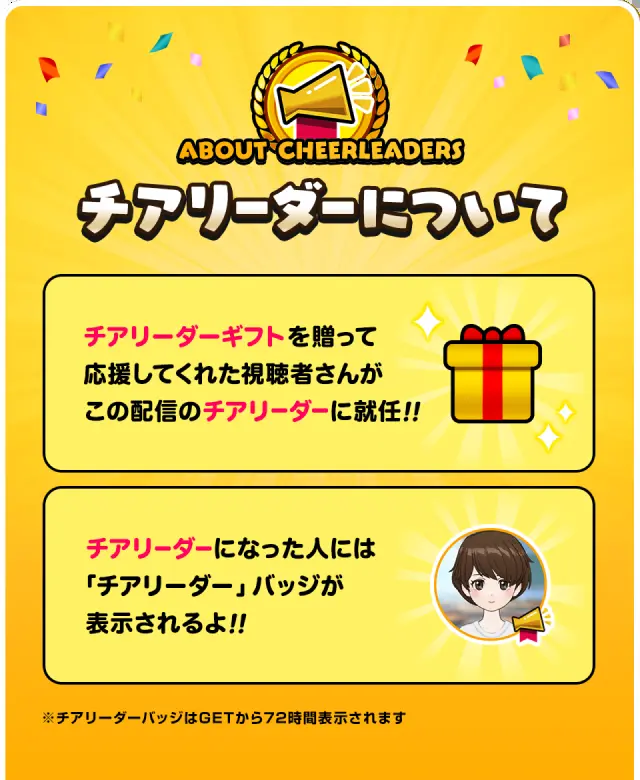 ABOUT CHEERLEADERS
チアリーダーについて
チアリーダーギフトを贈って
応援してくれた視聴者さんが
この配信のチアリーダーに就任!!
チアリーダーになった人には
「チアリーダー」バッジが
表示されるよ!!
※チアリーダーバッジはGETから72時間表示されます